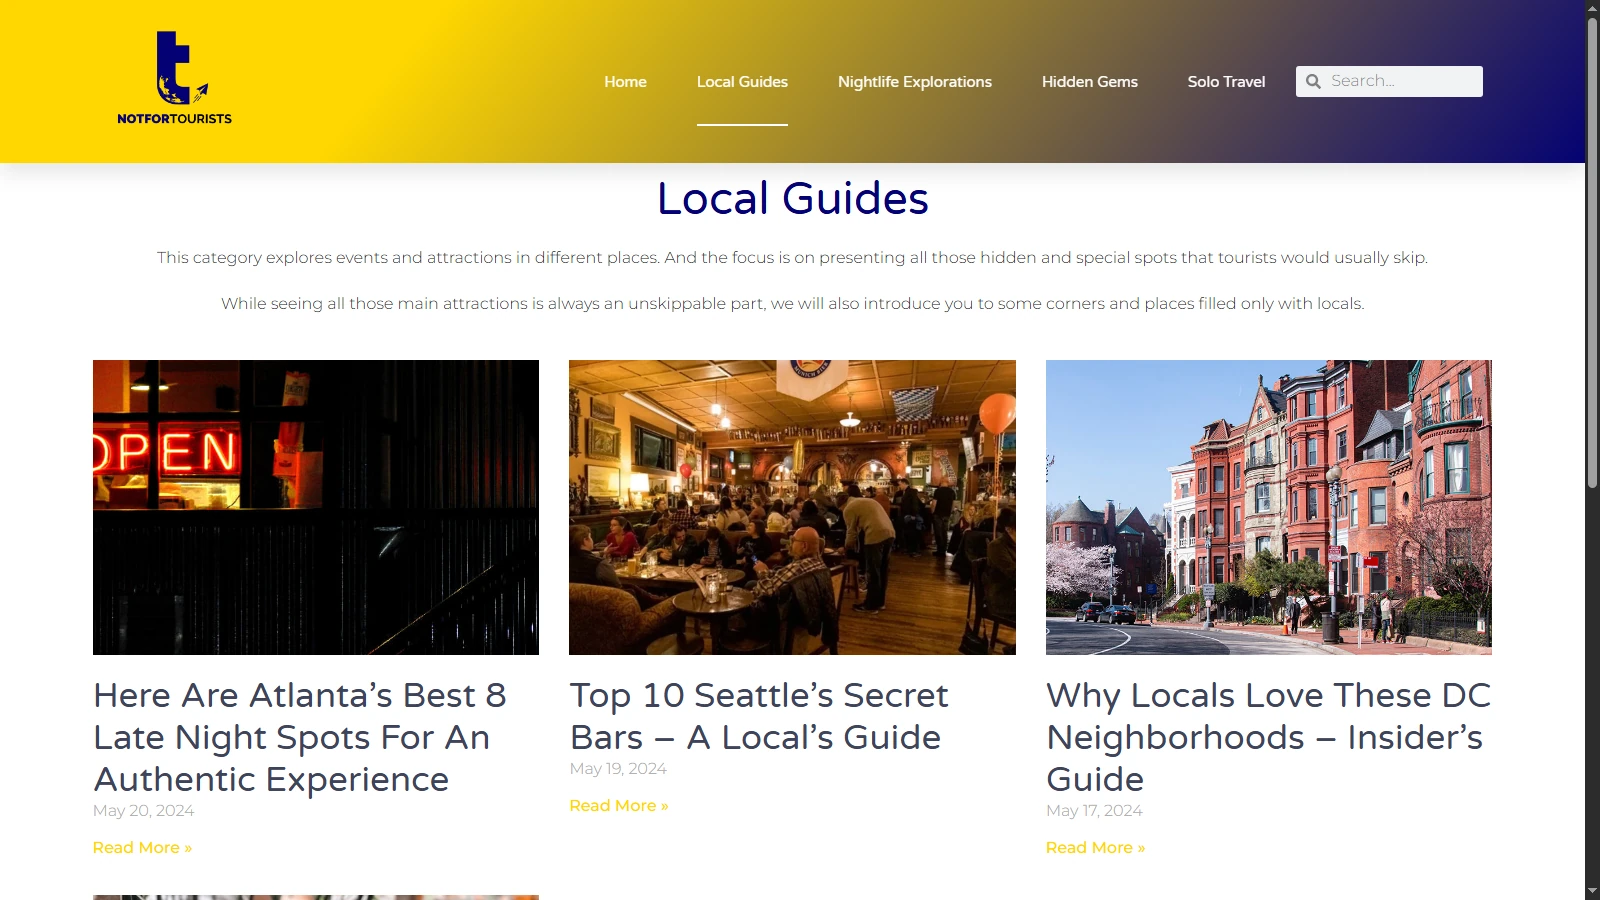 t
NOTFORTOURISTS
Home
Local Guides
Nightlife Explorations
Hidden Gems
Solo Travel
Search...
Local Guides
This category explores events and attractions in different places. And the focus is on presenting all those hidden and special spots that tourists would usually skip.
While seeing all those main attractions is always an unskippable part, we will also introduce you to some corners and places filled only with locals.
OPEN
Here Are Atlanta’s Best 8
Late Night Spots For An
Authentic Experience
May 20, 2024
Read More »
Top 10 Seattle’s Secret
Bars – A Local’s Guide
May 19, 2024
Read More »
Why Locals Love These DC
Neighborhoods – Insider’s
Guide
May 17, 2024
Read More »